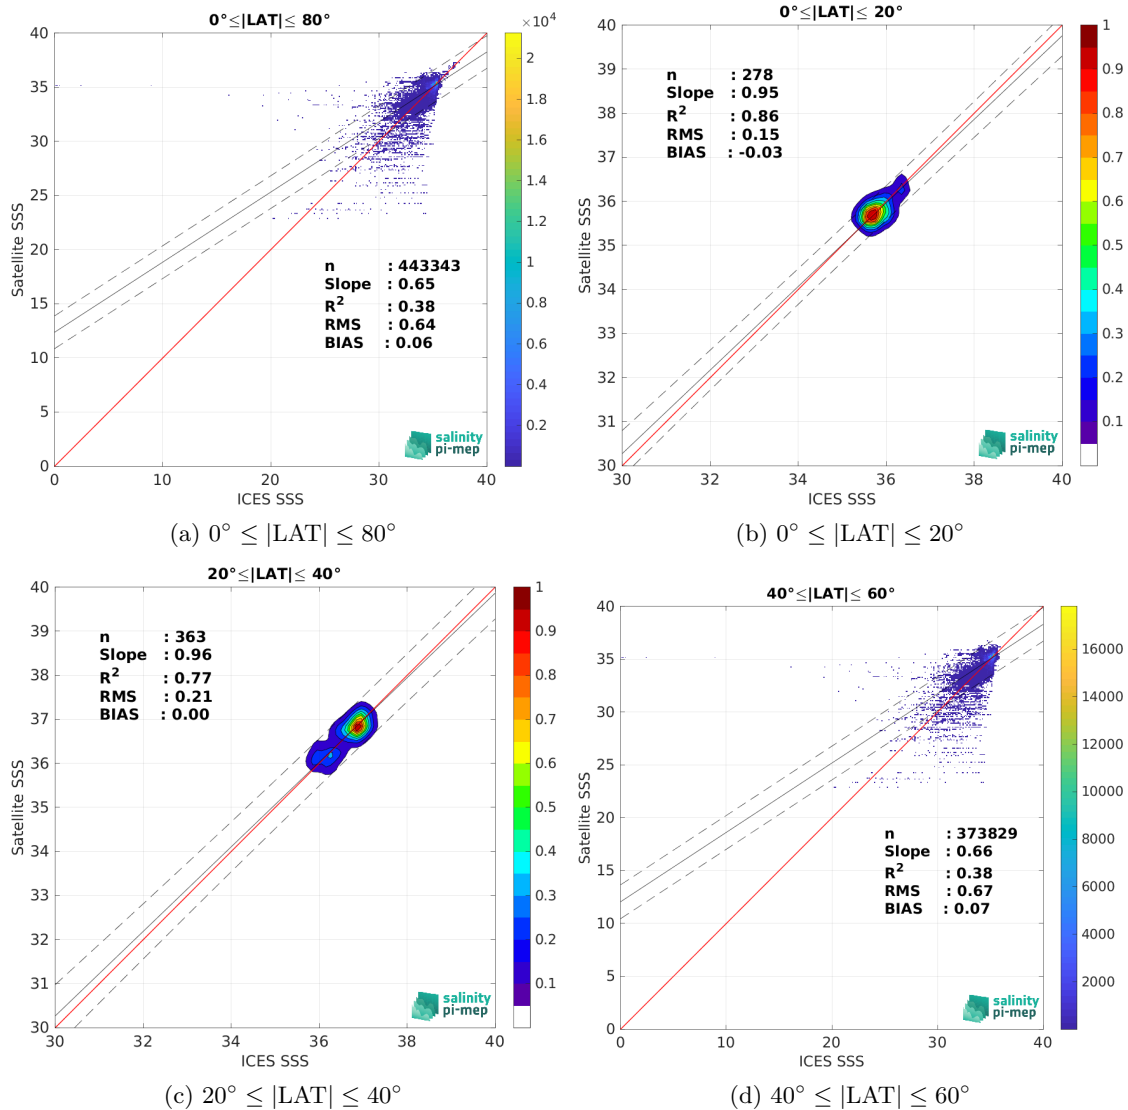 0°≤|LAT|≤ 80°
×10⁴
40
35
30
25
20
15
10
5
0
Satellite SSS
n : 443343
Slope : 0.65
R² : 0.38
RMS : 0.64
BIAS : 0.06
salinity
pi-mep
0 10 20 30 40
ICES SSS
2
1.8
1.6
1.4
1.2
1
0.8
0.6
0.4
0.2
(a) 0° ≤ |LAT| ≤ 80°
0°≤|LAT|≤ 20°
40
39
38
37
36
35
34
33
32
31
30
Satellite SSS
n : 278
Slope : 0.95
R² : 0.86
RMS : 0.15
BIAS : -0.03
salinity
pi-mep
30 32 34 36 38 40
ICES SSS
1
0.9
0.8
0.7
0.6
0.5
0.4
0.3
0.2
0.1
(b) 0° ≤ |LAT| ≤ 20°
20°≤|LAT|≤ 40°
40
39
38
37
36
35
34
33
32
31
30
Satellite SSS
n : 363
Slope : 0.96
R² : 0.77
RMS : 0.21
BIAS : 0.00
salinity
pi-mep
30 32 34 36 38 40
ICES SSS
1
0.9
0.8
0.7
0.6
0.5
0.4
0.3
0.2
0.1
(c) 20° ≤ |LAT| ≤ 40°
40°≤|LAT|≤ 60°
40
35
30
25
20
15
10
5
0
Satellite SSS
n : 373829
Slope : 0.66
R² : 0.38
RMS : 0.67
BIAS : 0.07
salinity
pi-mep
0 10 20 30 40
ICES SSS
16000
14000
12000
10000
8000
6000
4000
2000
(d) 40° ≤ |LAT| ≤ 60°